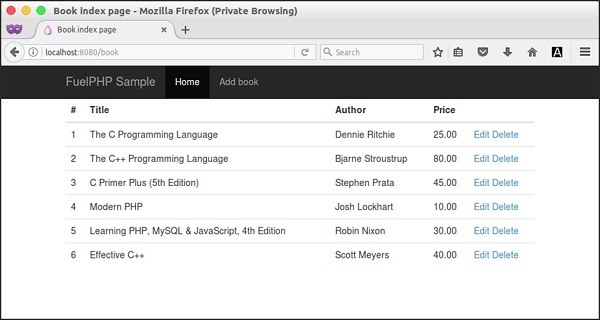 Book index page - Mozilla Firefox (Private Browsing)
Book index page
localhost:8080/book
Search
FuelPHP Sample Home Add book
# Title Author Price
1 The C Programming Language Dennie Ritchie 25.00 Edit Delete
2 The C++ Programming Language Bjarne Stroustrup 80.00 Edit Delete
3 C Primer Plus (5th Edition) Stephen Prata 45.00 Edit Delete
4 Modern PHP Josh Lockhart 10.00 Edit Delete
5 Learning PHP, MySQL & JavaScript, 4th Edition Robin Nixon 30.00 Edit Delete
6 Effective C++ Scott Meyers 40.00 Edit Delete